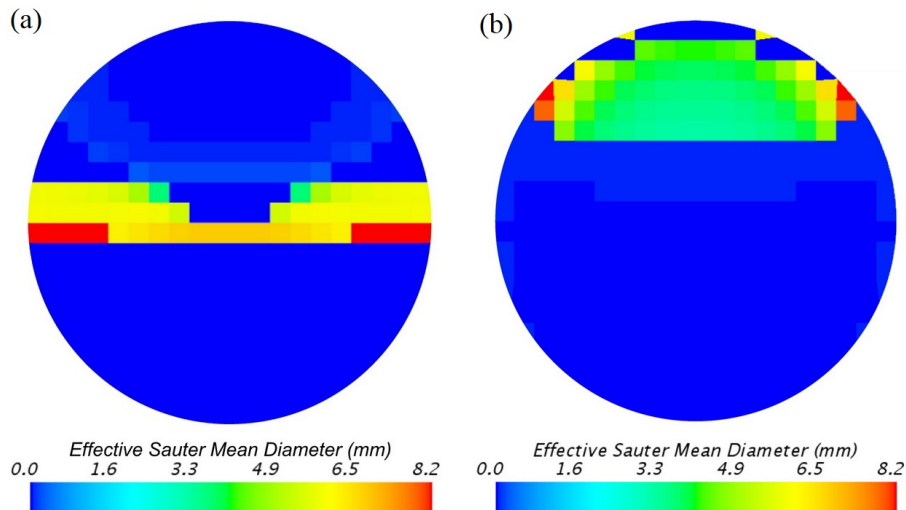 (a)
(b)
Effective Sauter Mean Diameter (mm)
0.0 1.6 3.3 4.9 6.5 8.2
Effective Sauter Mean Diameter (mm)
0.0 1.6 3.3 4.9 6.5 8.2